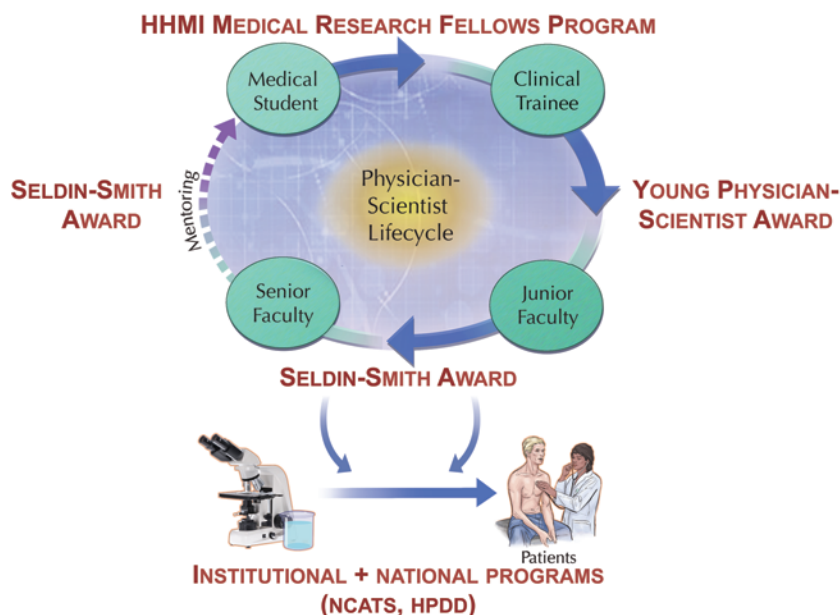 HHMI MEDICAL RESEARCH FELLOWS PROGRAM
Medical
Student
Clinical
Trainee
SELDIN-SMITH
AWARD
Mentoring
Physician-
Scientist
Lifecycle
YOUNG PHYSICIAN-
SCIENTIST AWARD
Senior
Faculty
Junior
Faculty
SELDIN-SMITH AWARD
Patients
INSTITUTIONAL + NATIONAL PROGRAMS
(NCATS, HPDD)